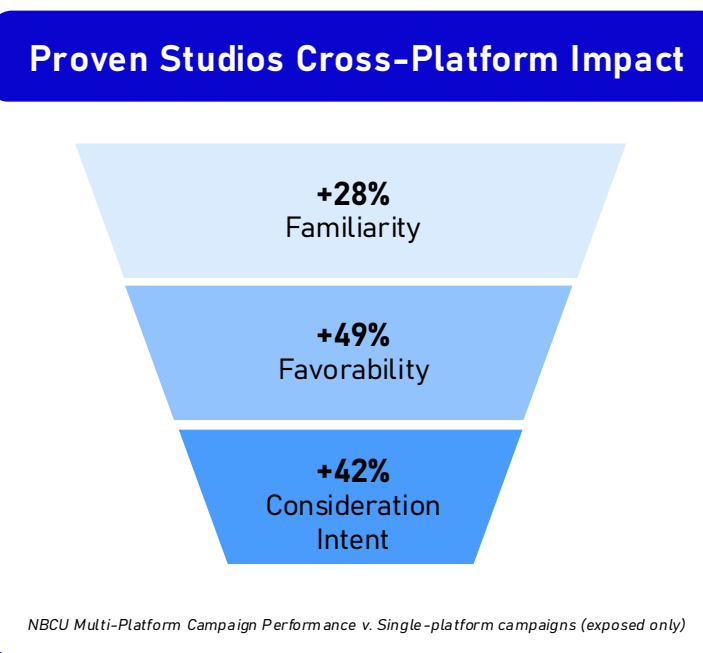 Proven Studios Cross-Platform Impact
+28%
Familiarity
+49%
Favorability
+42%
Consideration
Intent
NBCU Multi-Platform Campaign Performance v. Single-platform campaigns (exposed only)